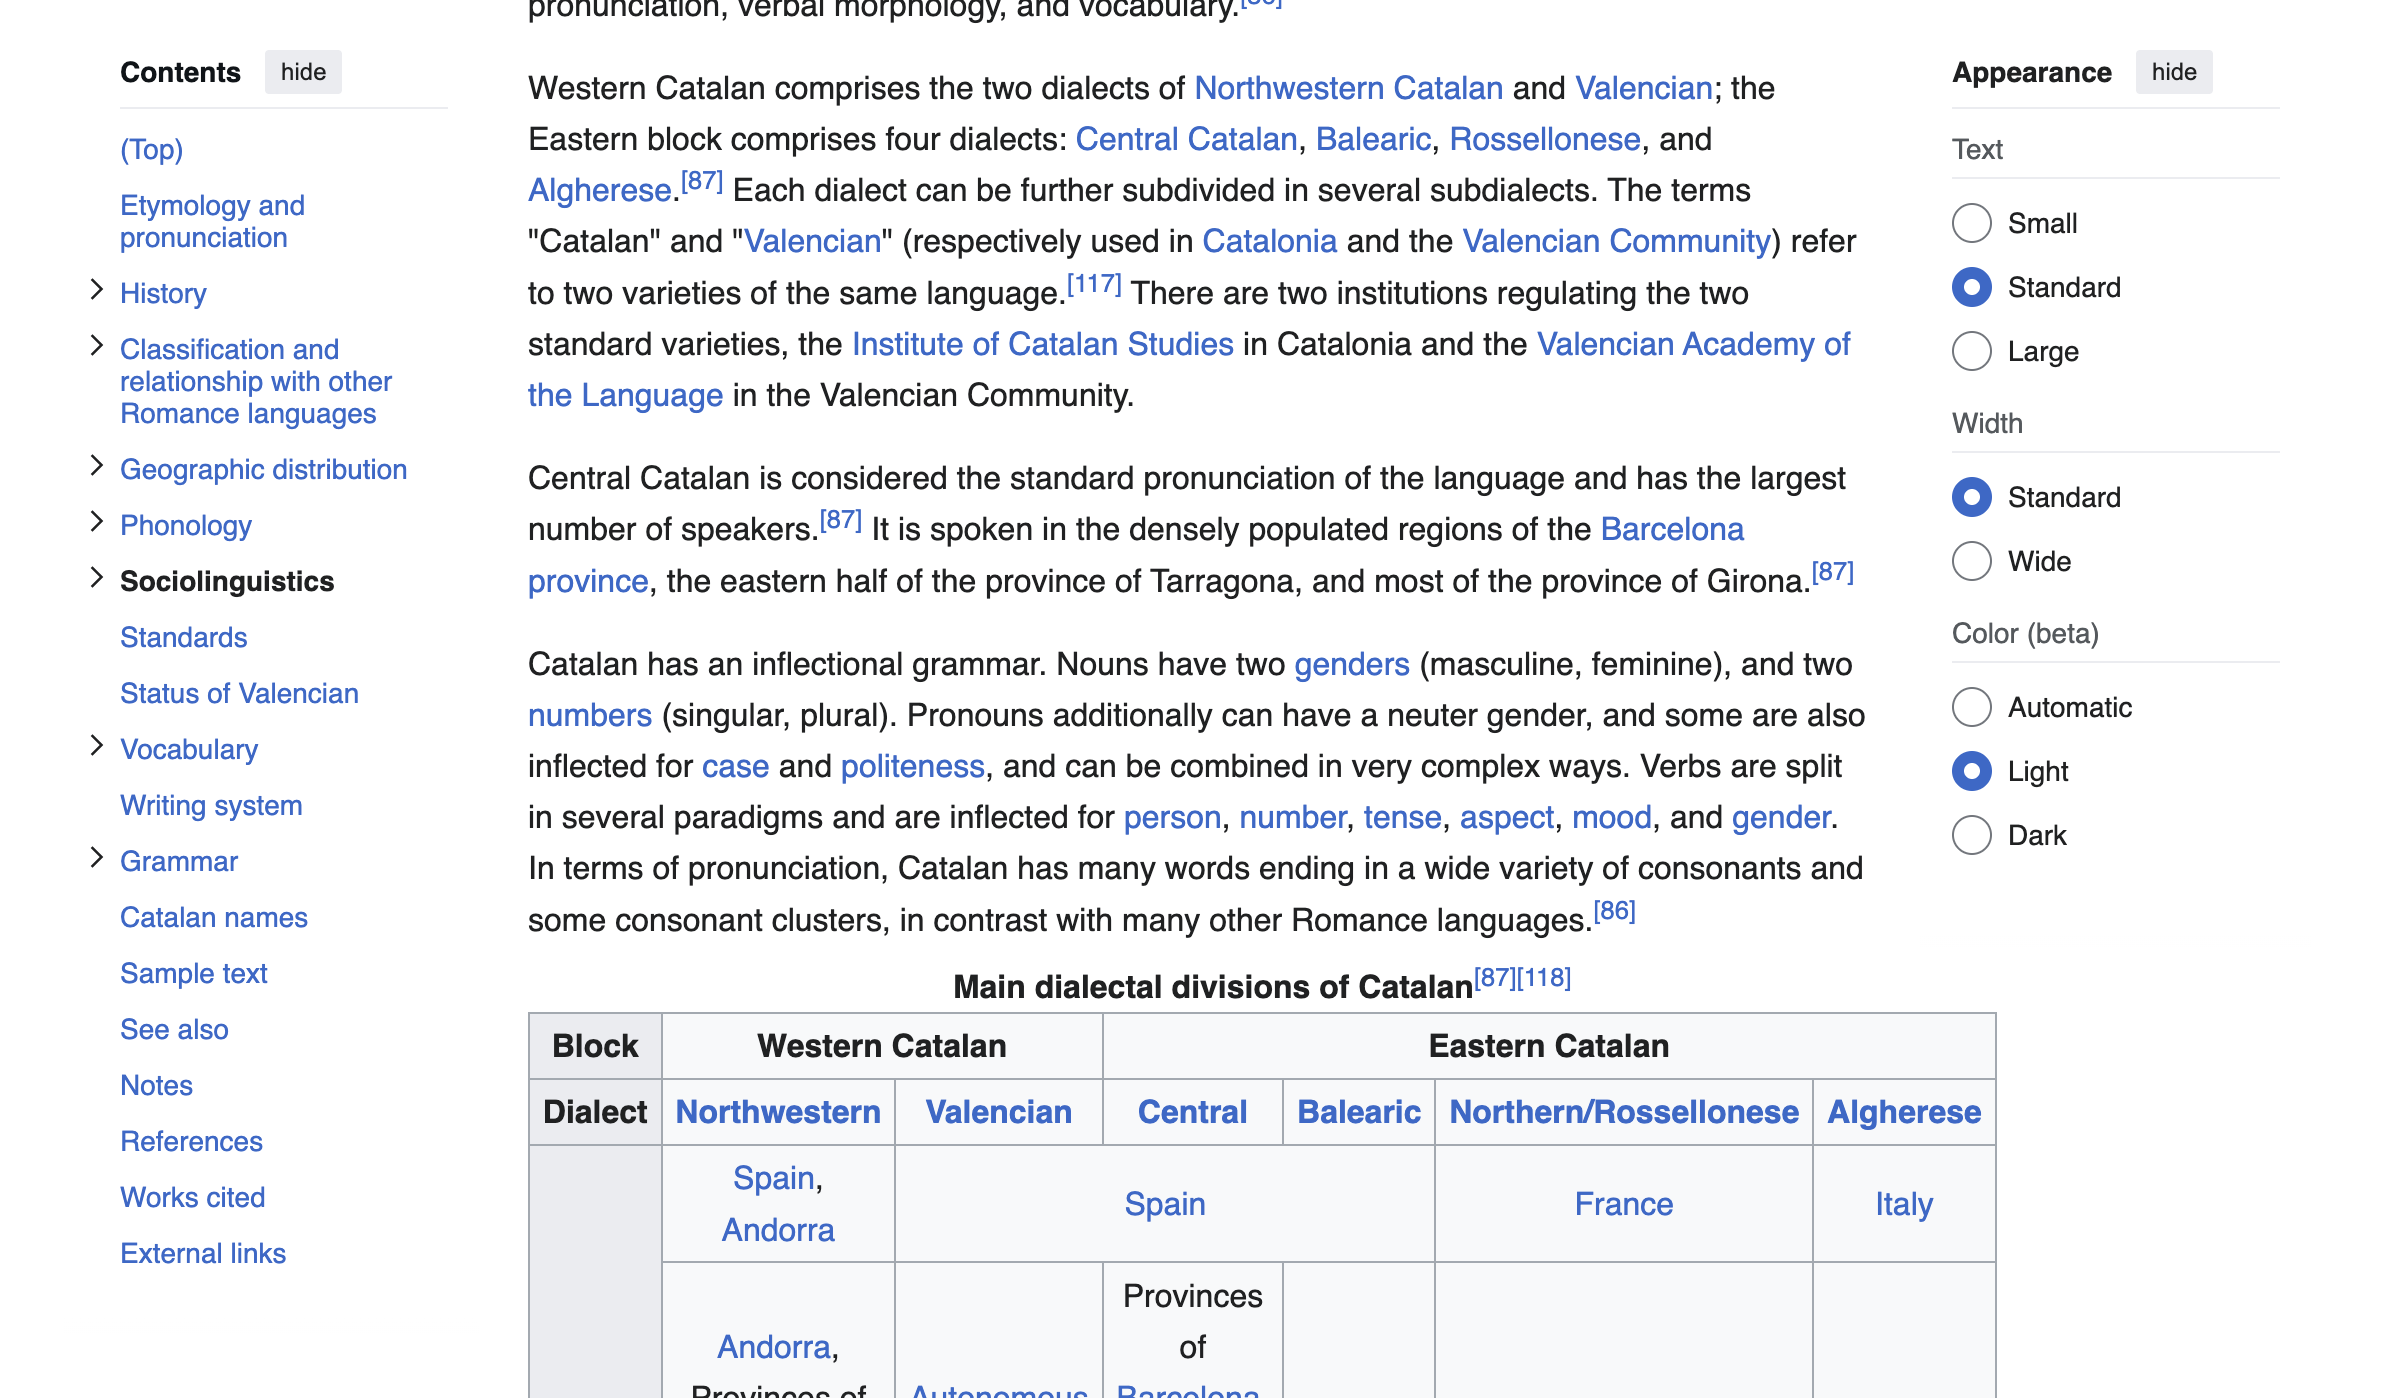 pronunciation, verbal morphology, and vocabulary.
Contents hide
(Top)
Etymology and
pronunciation
History
Classification and
relationship with other
Romance languages
Geographic distribution
Phonology
Sociolinguistics
Standards
Status of Valencian
Vocabulary
Writing system
Grammar
Catalan names
Sample text
See also
Notes
References
Works cited
External links
Western Catalan comprises the two dialects of Northwestern Catalan and Valencian; the
Eastern block comprises four dialects: Central Catalan, Balearic, Rossellonese, and
Algherese.[87] Each dialect can be further subdivided in several subdialects. The terms
"Catalan" and "Valencian" (respectively used in Catalonia and the Valencian Community) refer
to two varieties of the same language.[117] There are two institutions regulating the two
standard varieties, the Institute of Catalan Studies in Catalonia and the Valencian Academy of
the Language in the Valencian Community.
Central Catalan is considered the standard pronunciation of the language and has the largest
number of speakers.[87] It is spoken in the densely populated regions of the Barcelona
province, the eastern half of the province of Tarragona, and most of the province of Girona.[87]
Catalan has an inflectional grammar. Nouns have two genders (masculine, feminine), and two
numbers (singular, plural). Pronouns additionally can have a neuter gender, and some are also
inflected for case and politeness, and can be combined in very complex ways. Verbs are split
in several paradigms and are inflected for person, number, tense, aspect, mood, and gender.
In terms of pronunciation, Catalan has many words ending in a wide variety of consonants and
some consonant clusters, in contrast with many other Romance languages.[86]
Main dialectal divisions of Catalan[87][118]
Block Western Catalan Eastern Catalan
Dialect Northwestern Valencian Central Balearic Northern/Rossellonese Algherese
Spain,
Andorra
Spain France Italy
Andorra,
Provinces of
Autonomous
Provinces
of
Barcelona,
Appearance hide
Text
Small
Standard
Large
Width
Standard
Wide
Color (beta)
Automatic
Light
Dark